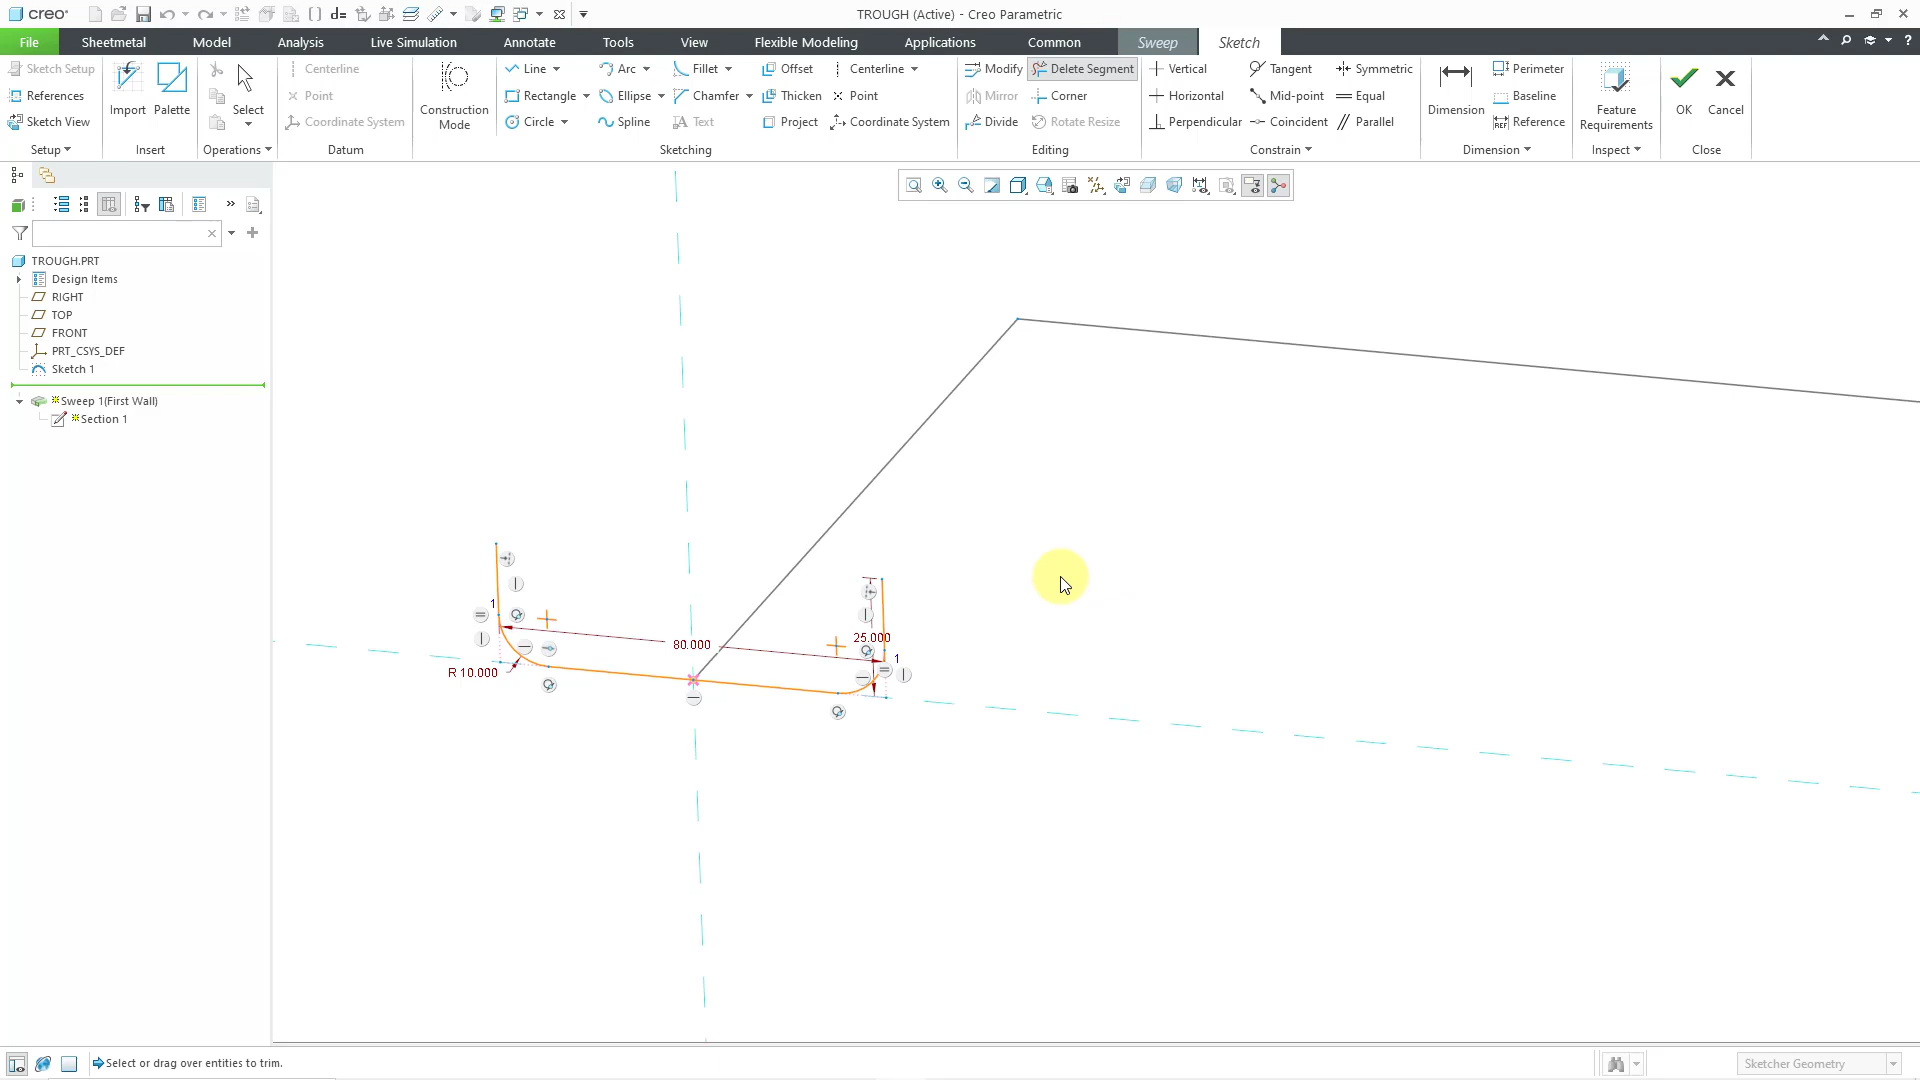 creo
d=
TROUGH (Active) - Creo Parametric
File
Sheetmetal
Model
Analysis
Live Simulation
Annotate
Tools
View
Flexible Modeling
Applications
Common
Sweep
Sketch
?
Sketch Setup
References
Sketch View
Setup
Import
Palette
Insert
Select
Operations
Centerline
Point
Coordinate System
Datum
Construction Mode
Line
Rectangle
Circle
Arc
Ellipse
Spline
Fillet
Chamfer
Text
Offset
Thicken
Project
Centerline
Point
Coordinate System
Sketching
Modify
Mirror
Divide
Delete Segment
Corner
Rotate Resize
Editing
Vertical
Horizontal
Perpendicular
Tangent
Mid-point
Coincident
Symmetric
Equal
Parallel
Constrain
Dimension
Perimeter
Baseline
Reference
Dimension
Feature Requirements
Inspect
OK
Cancel
Close
TROUGH.PRT
Design Items
RIGHT
TOP
FRONT
PRT_CSYS_DEF
Sketch 1
Sweep 1(First Wall)
Section 1
1
80.000
25.000
1
R 10.000
Select or drag over entities to trim.
Sketcher Geometry